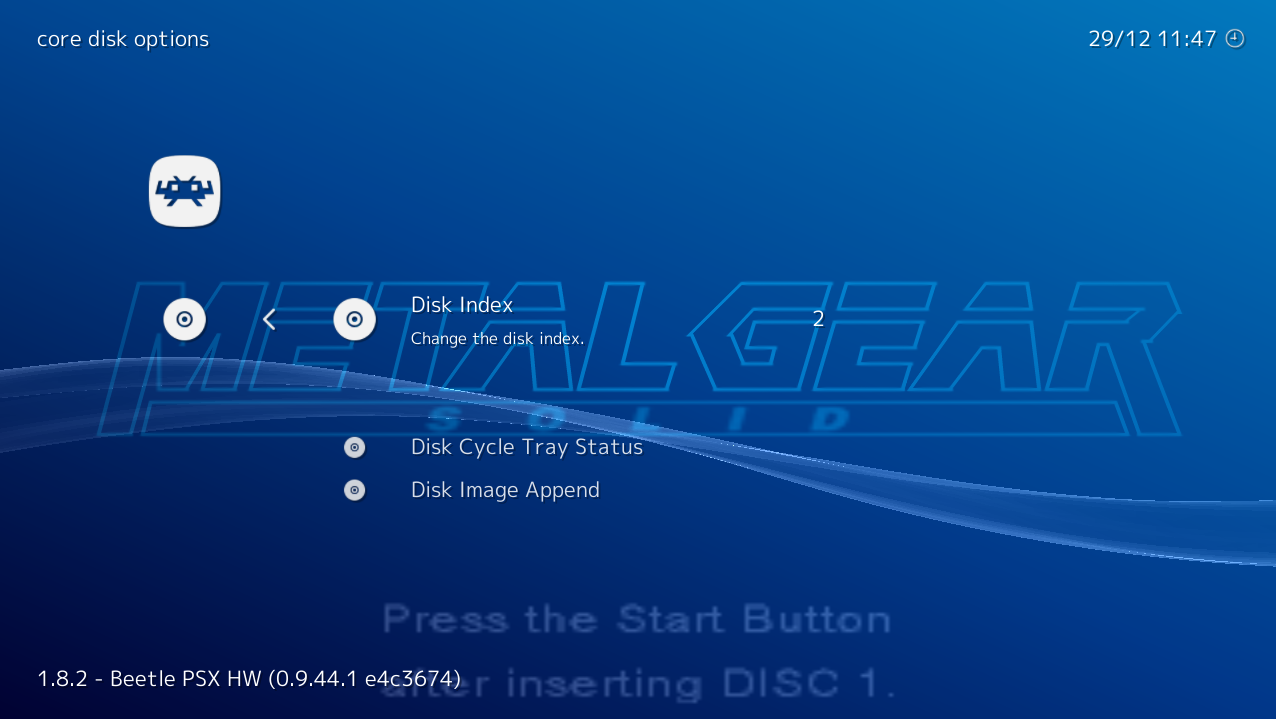 core disk options
29/12 11:47
METAL GEAR
SOLID
Disk Index
2
Change the disk index.
Disk Cycle Tray Status
Disk Image Append
Press the Start Button
after inserting DISC 1.
1.8.2 - Beetle PSX HW (0.9.44.1 e4c3674)